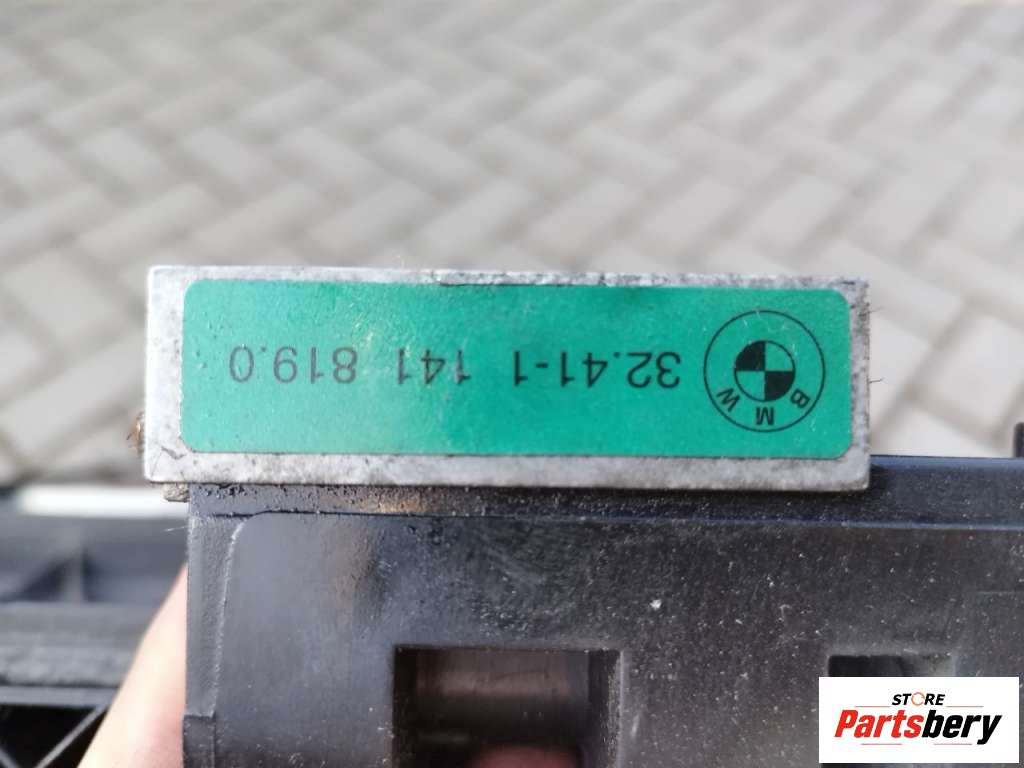 BMW
32.41-1 141 819.0
STORE
Partsbery